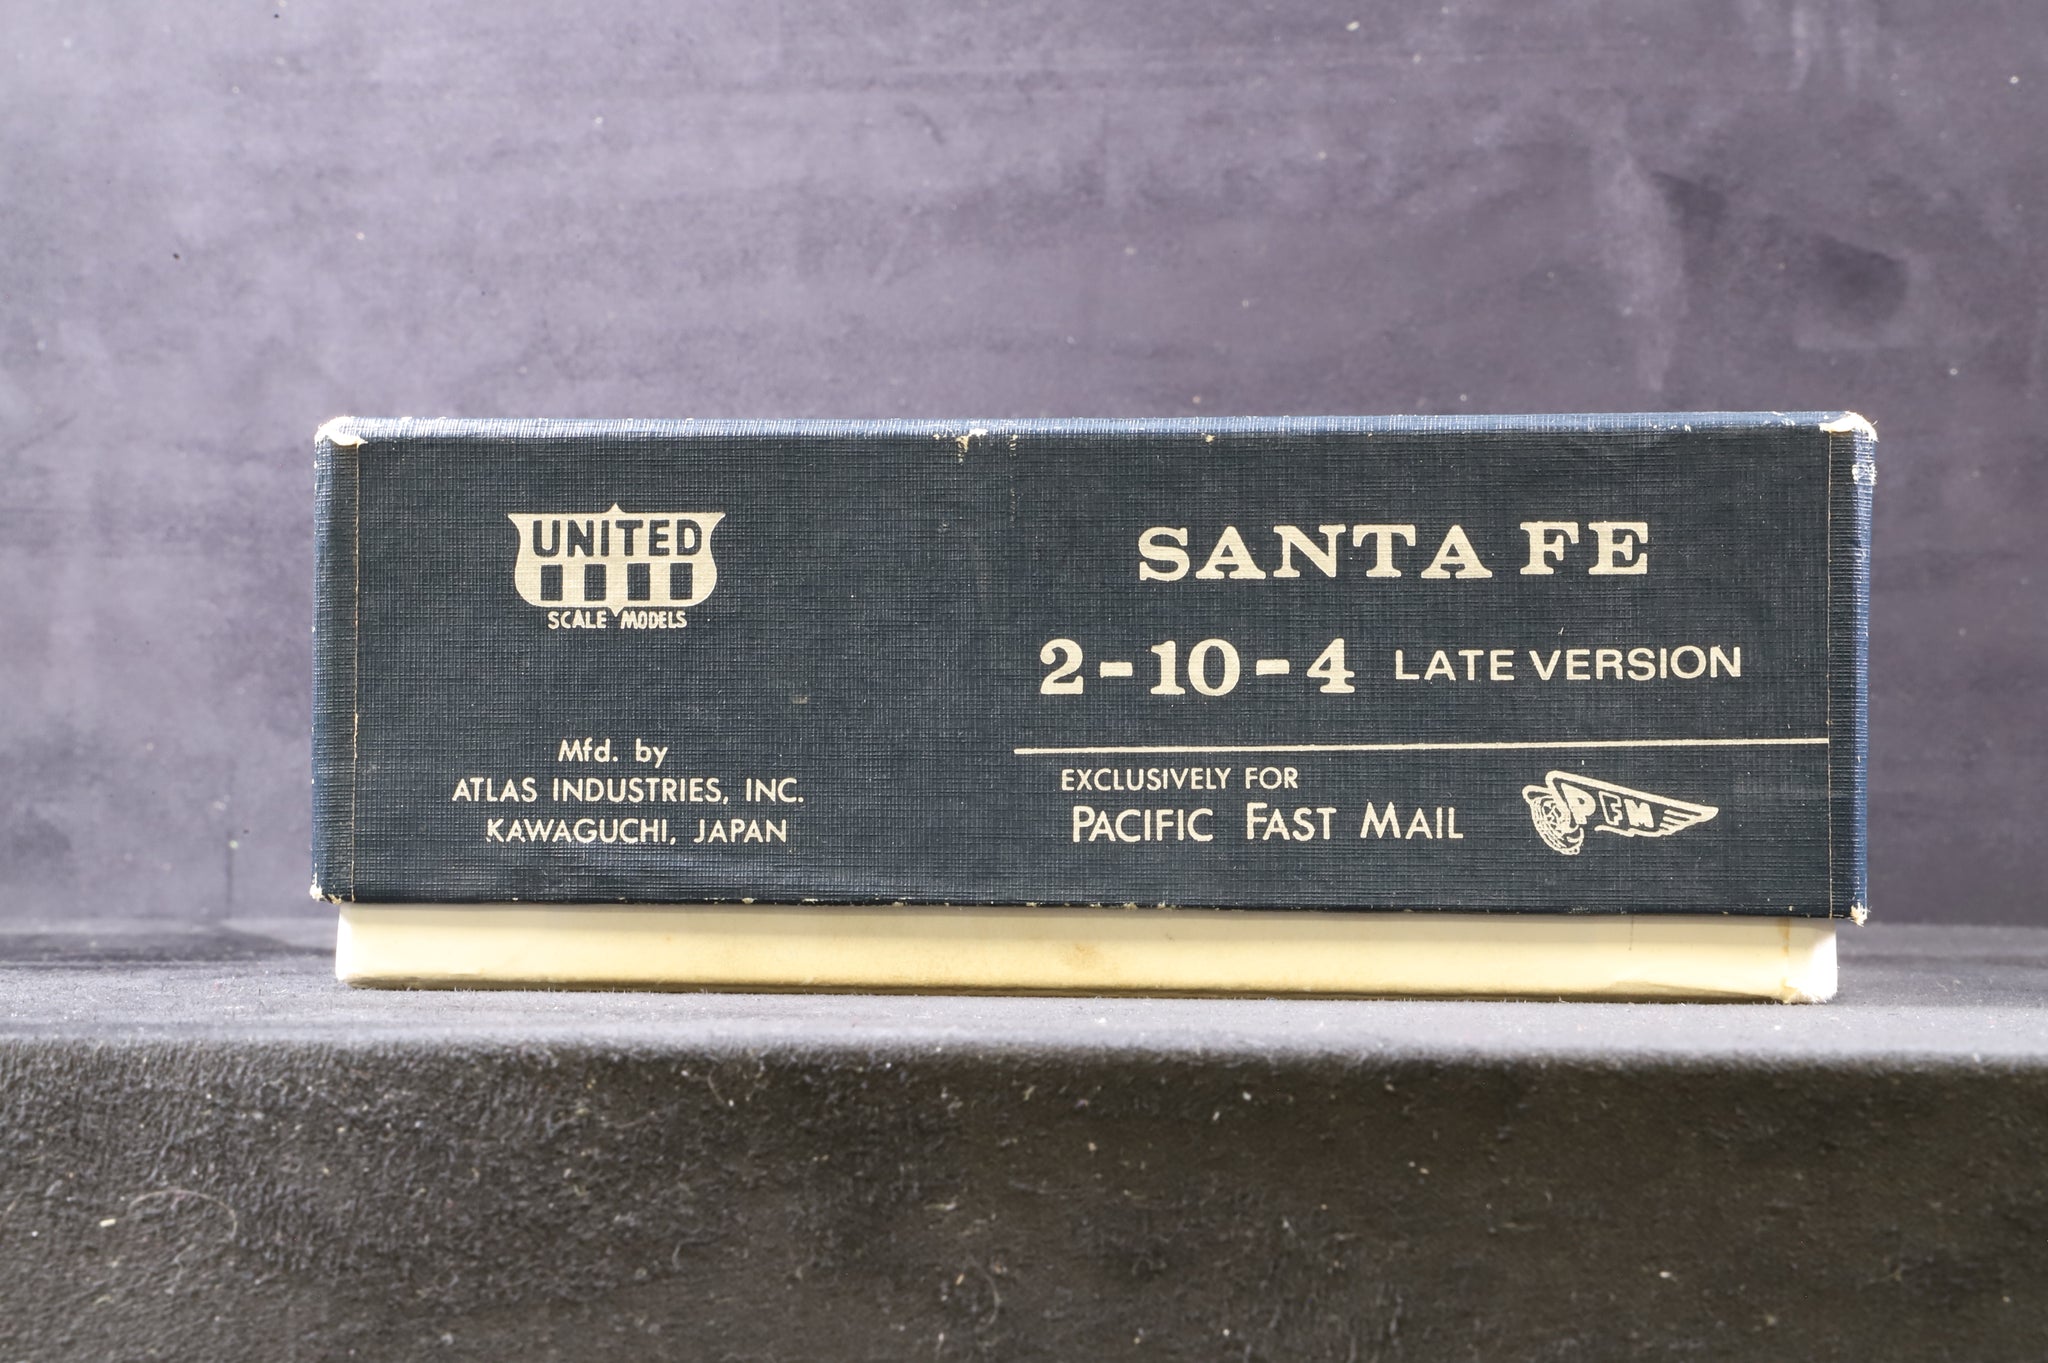 UNITED
SCALE MODELS
Mfd. by
ATLAS INDUSTRIES, INC.
KAWAGUCHI, JAPAN
SANTA FE
2-10-4 LATE VERSION
EXCLUSIVELY FOR
PACIFIC FAST MAIL
PFM